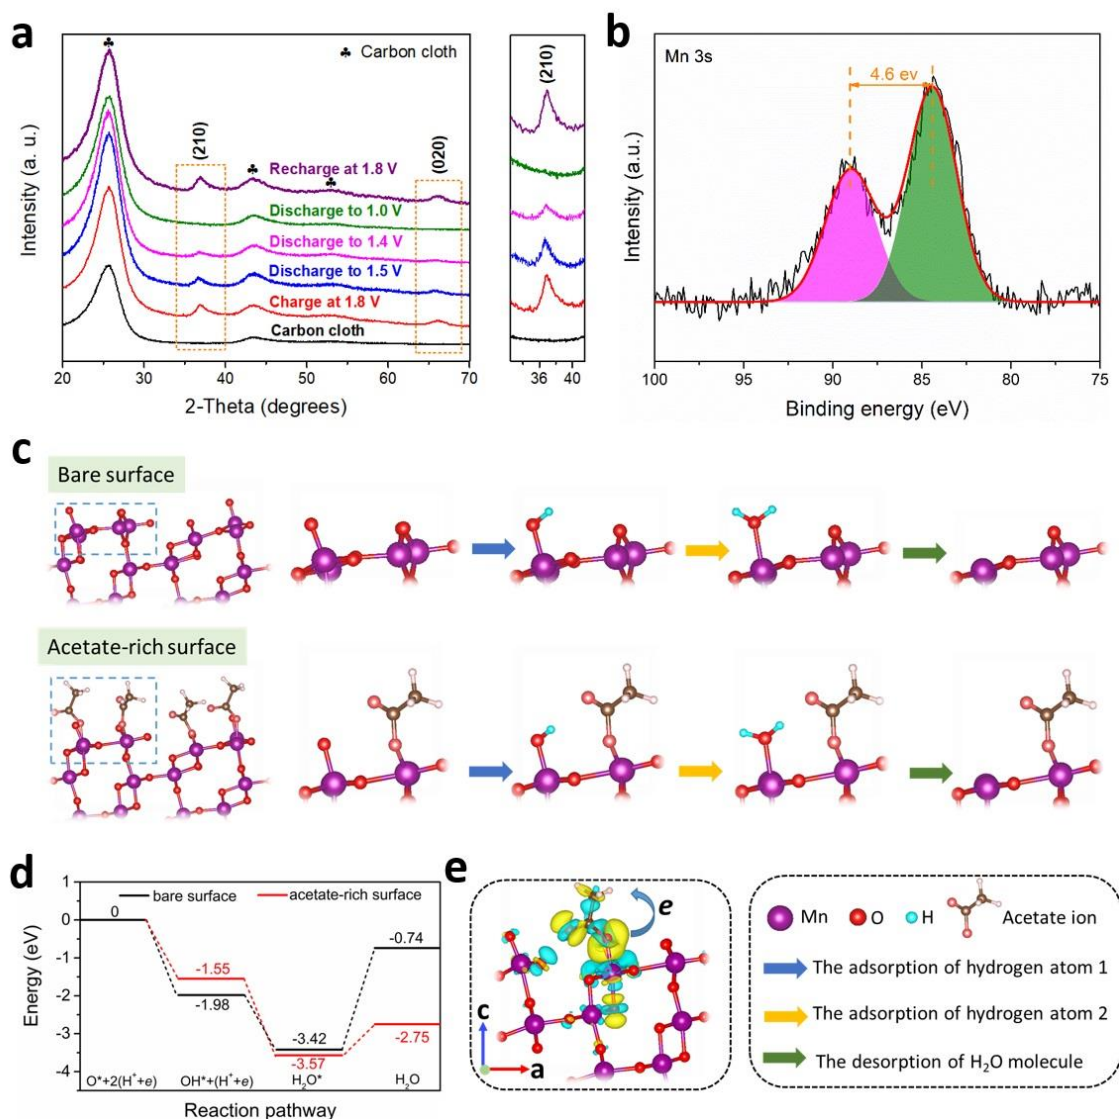 a
♣ Carbon cloth
♣
(210)
♣
♣
(020)
Recharge at 1.8 V
Discharge to 1.0 V
Discharge to 1.4 V
Discharge to 1.5 V
Charge at 1.8 V
Carbon cloth
Intensity (a. u.)
20 30 40 50 60 70
2-Theta (degrees)
(210)
36 40
b
Mn 3s
4.6 ev
Intensity (a.u.)
100 95 90 85 80 75
Binding energy (eV)
c
Bare surface
Acetate-rich surface
d
bare surface
acetate-rich surface
1
0
-1
-2
-3
-4
Energy (eV)
0
-1.55
-1.98
-3.42
-3.57
-0.74
-2.75
O*+2(H⁺+e) OH*+(H⁺+e) H₂O* H₂O
Reaction pathway
e
e
c
a
Mn O H Acetate ion
The adsorption of hydrogen atom 1
The adsorption of hydrogen atom 2
The desorption of H₂O molecule